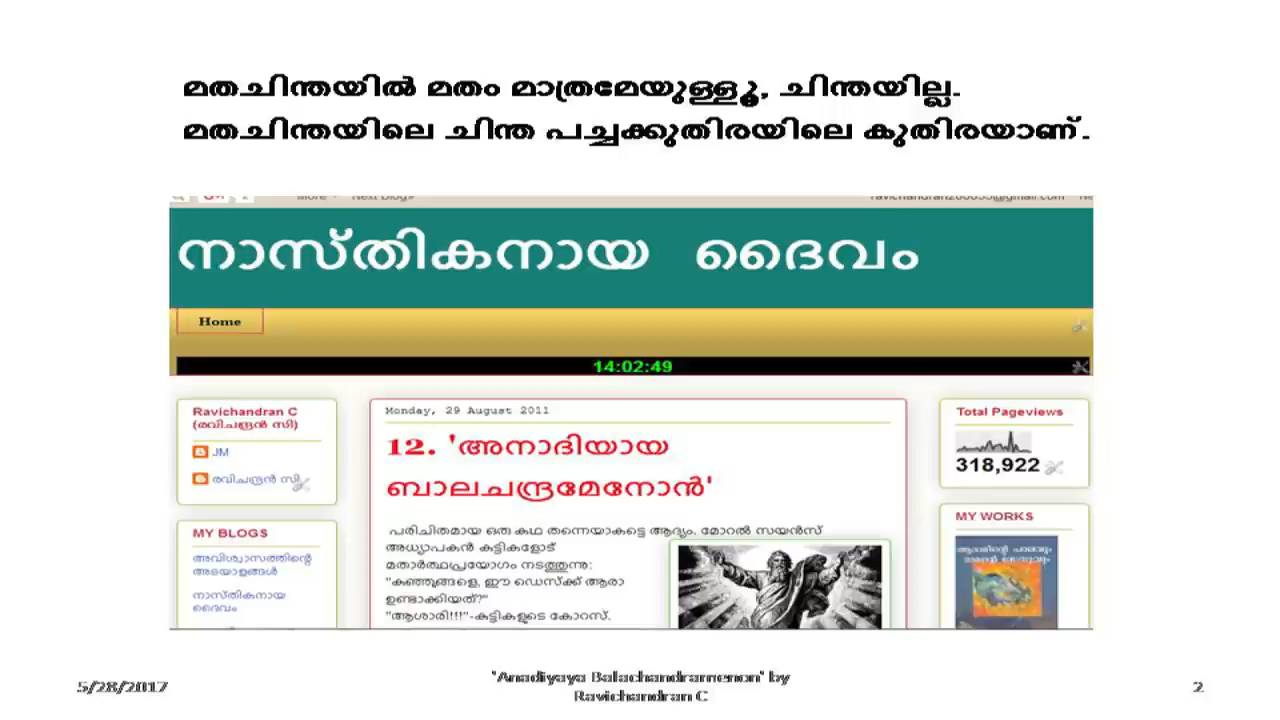 മതചിന്തയിൽ മതം മാത്രമേയുള്ളൂ, ചിന്തയില്ല.
മതചിന്തയിലെ ചിന്ത പച്ചക്കുതിരയിലെ കുതിരയാണ്.
More Next Blog»
നാസ്തികനായ ദൈവം
Home
14:02:49
Ravichandran C
(രവിചന്ദ്രൻ സി)
JM
രവിചന്ദ്രൻ സി
MY BLOGS
അവിശ്വാസത്തിന്റെ
അടയാളങ്ങൾ
നാസ്തികനായ
ദൈവം
Monday, 29 August 2011
12. 'അനാദിയായ
ബാലചന്ദ്രമേനോൻ'
പരിചിതമായ ഒരു കഥ തന്നെയാകട്ടെ ആദ്യം. മോറൽ സയൻസ്
അധ്യാപകൻ കുട്ടികളോട്
മതാർത്ഥപ്രയോഗം നടത്തുന്നു:
"കുഞ്ഞുങ്ങളെ, ഈ ഡെസ്ക്ക് ആരാ
ഉണ്ടാക്കിയത്?"
"ആശാരി!!!"-കുട്ടികളുടെ കോറസ്.
Total Pageviews
318,922
MY WORKS
5/28/2017
'Anadiyaya Balachandramenon' by
Ravichandran C
2